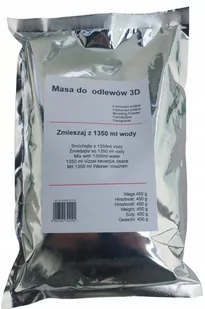 Masa do odlewów 3D
Moulding Powder
Zmieszaj z 1350 ml wody
Smíchejte s 1350ml vody
Zmiešajte so 1350 ml vody
Mix with 1350ml water
1350 ml vízzel keverjük össze
Mit 1350 ml Wasser mischen
Waga 450 g
Hmotnost: 450 g
Hmotnosť: 450 g
Weight: 450 g
Súly: 450 g
Gewicht: 450 g